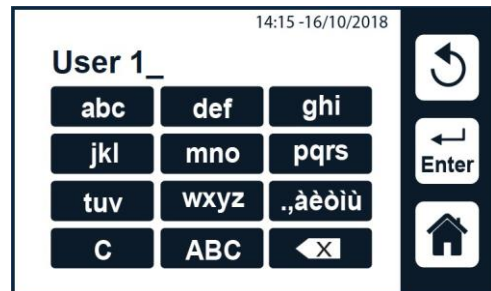 14:15 -16/10/2018
User 1_
abc def ghi
jkl mno pqrs
Enter
tuv wxyz .,àèòìù
C ABC X